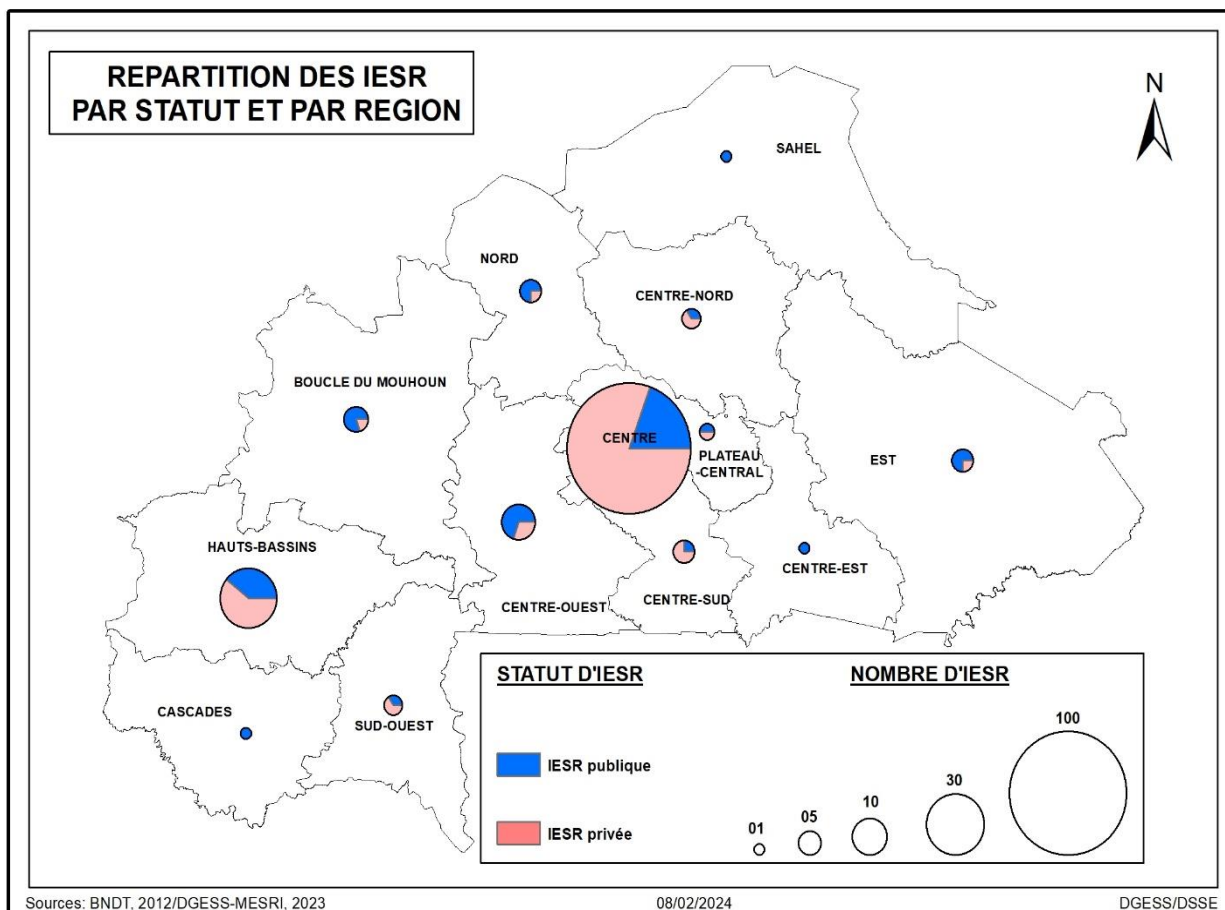 REPARTITION DES IESR
PAR STATUT ET PAR REGION
N
SAHEL
NORD
CENTRE-NORD
BOUCLE DU MOUHOUN
CENTRE
PLATEAU
-CENTRAL
EST
HAUTS-BASSINS
CENTRE-OUEST
CENTRE-SUD
CENTRE-EST
CASCADES
SUD-OUEST
STATUT D'IESR
IESR publique
IESR privée
NOMBRE D'IESR
01
05
10
30
100
Sources: BNDT, 2012/DGESS-MESRI, 2023
08/02/2024
DGESS/DSSE